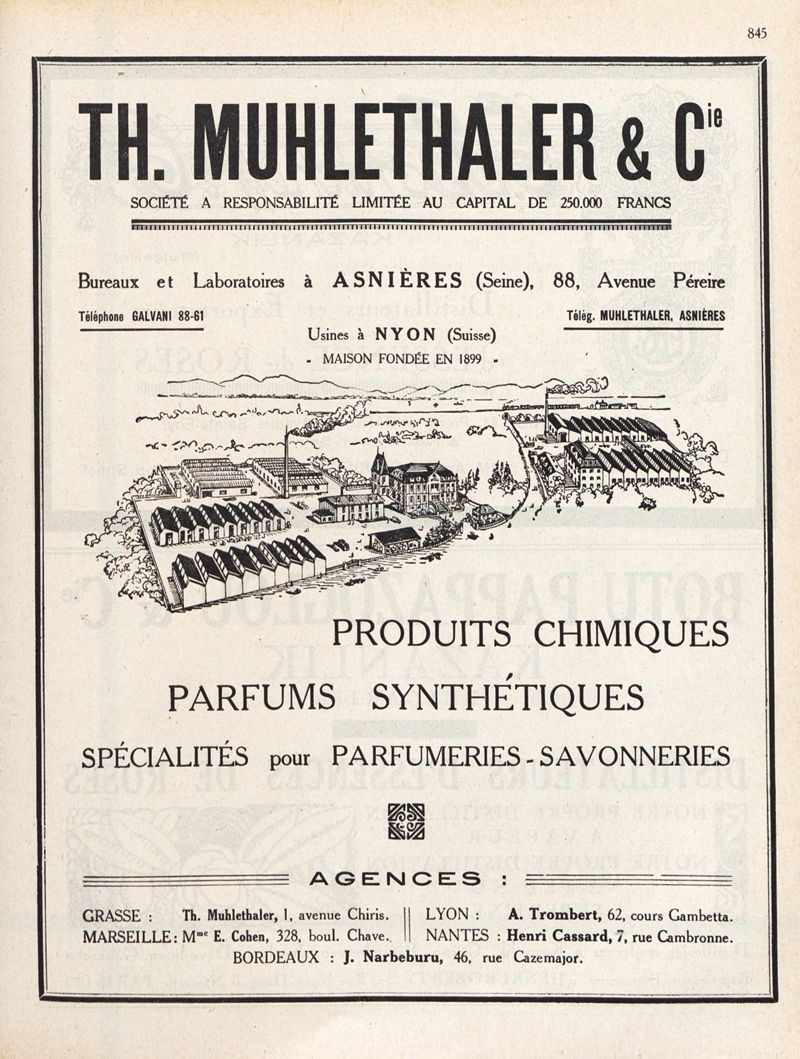 845
TH. MUHLETHALER & Cie
SOCIÉTÉ A RESPONSABILITÉ LIMITÉE AU CAPITAL DE 250.000 FRANCS
Bureaux et Laboratoires à ASNIÈRES (Seine), 88, Avenue Péreire
Téléphone GALVANI 88-61
Télég. MUHLETHALER, ASNIÈRES
Usines à NYON (Suisse)
- MAISON FONDÉE EN 1899 -
PRODUITS CHIMIQUES
PARFUMS SYNTHÉTIQUES
SPÉCIALITÉS pour PARFUMERIES - SAVONNERIES
AGENCES :
GRASSE : Th. Muhlethaler, 1, avenue Chiris. || LYON : A. Trombert, 62, cours Gambetta.
MARSEILLE : Mme E. Cohen, 328, boul. Chave. || NANTES : Henri Cassard, 7, rue Cambronne.
BORDEAUX : J. Narbeburu, 46, rue Cazemajor.